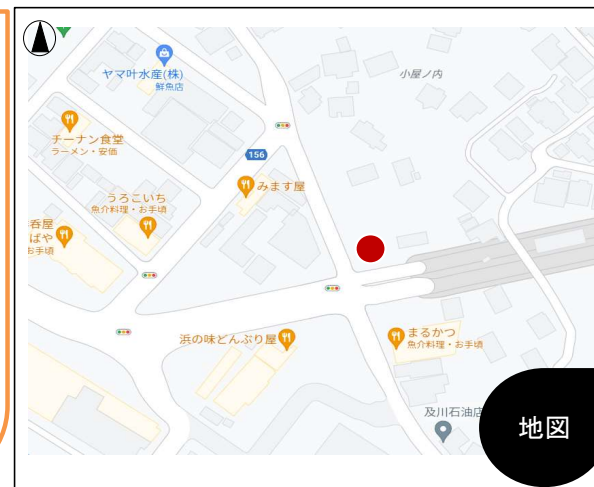 小屋ノ内
ヤマ叶水産(株)
鮮魚店
チーナン食堂
ラーメン・安価
156
みます屋
うろこいち
魚介料理・お手頃
呑屋
ばや
お手頃
浜の味どんぶり屋
まるかつ
魚介料理・お手頃
及川石油店
地図